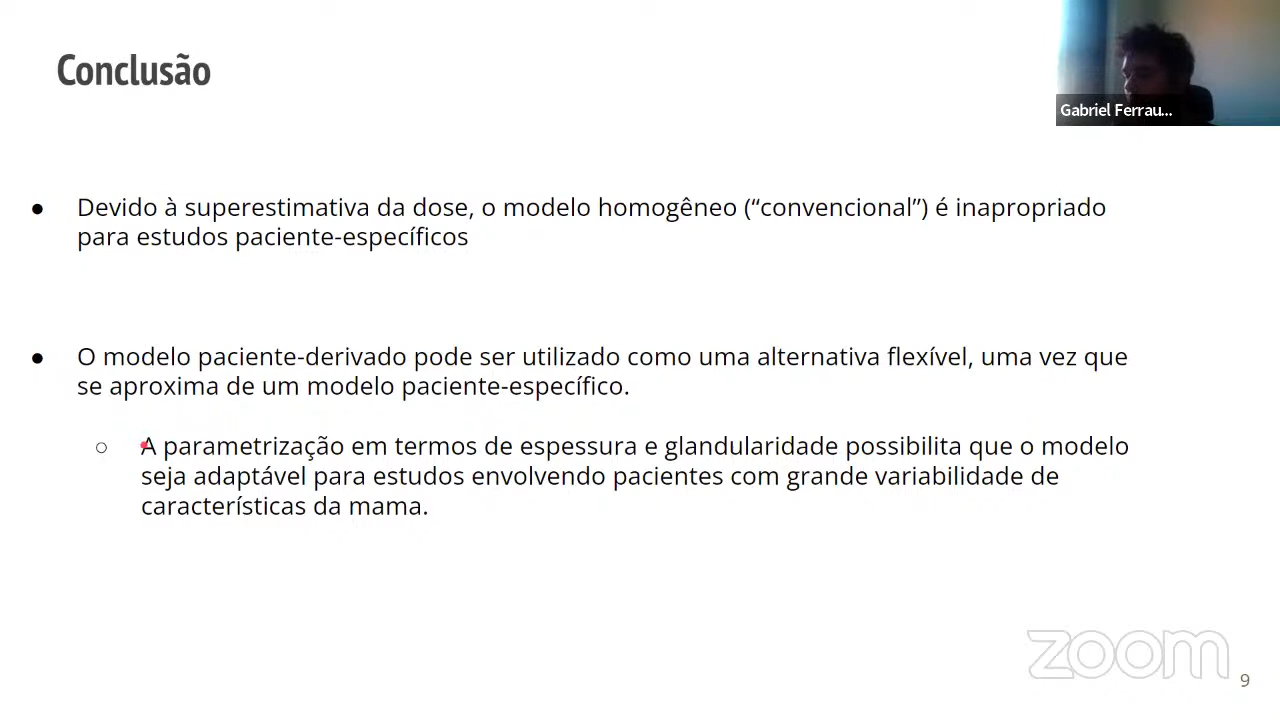 Conclusão
Gabriel Ferrau...
● Devido à superestimativa da dose, o modelo homogêneo (“convencional”) é inapropriado
para estudos paciente-específicos
● O modelo paciente-derivado pode ser utilizado como uma alternativa flexível, uma vez que
se aproxima de um modelo paciente-específico.
○ A parametrização em termos de espessura e glandularidade possibilita que o modelo
seja adaptável para estudos envolvendo pacientes com grande variabilidade de
características da mama.
zoom
9